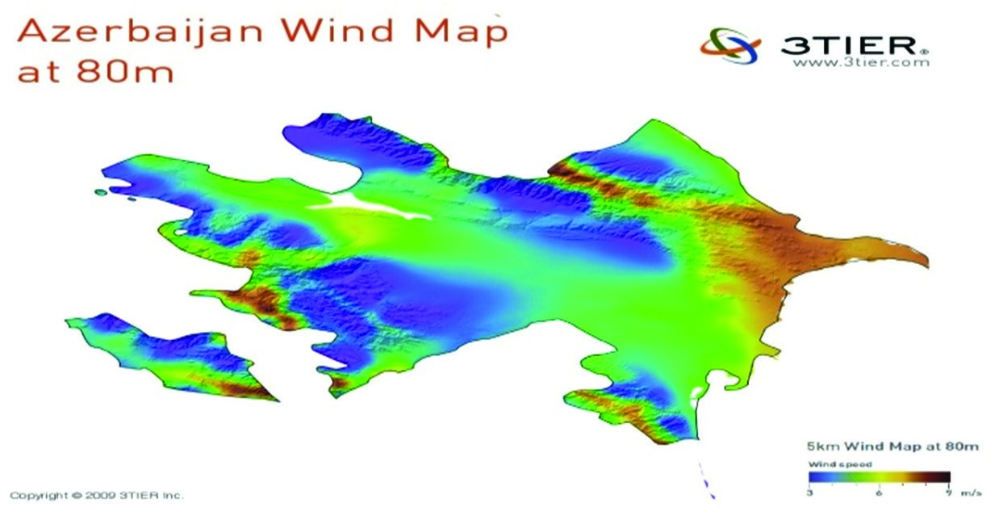 Azerbaijan Wind Map
at 80m
3TIER®
www.3tier.com
5km Wind Map at 80m
Wind speed
3 6 9 m/s
Copyright © 2009 3TIER Inc.